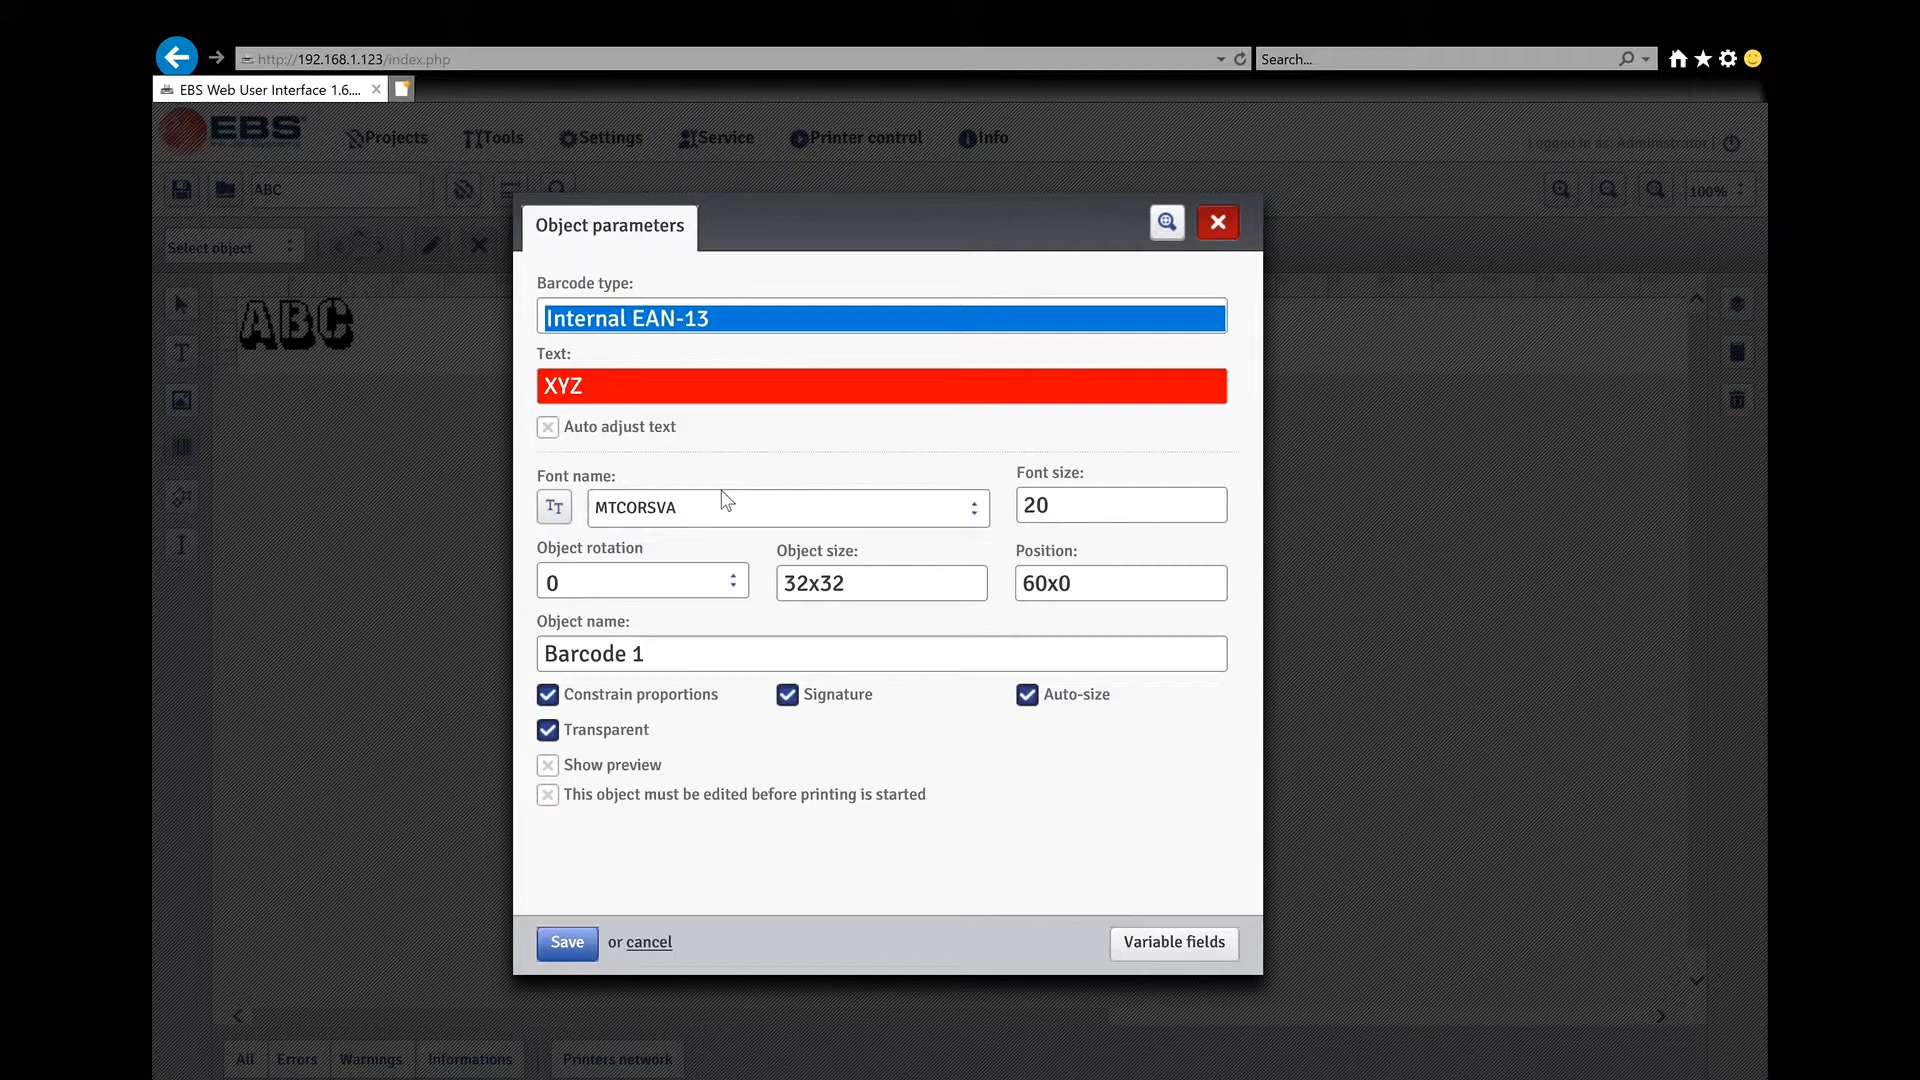 http://192.168.1.123/index.php
Search...
EBS Web User Interface 1.6....
EBS
Projects
Tools
Settings
Service
Printer control
Info
Logged in as: Administrator |
ABC
100%
Select object
ABC
Object parameters
Barcode type:
Internal EAN-13
Text:
XYZ
Auto adjust text
Font name:
Font size:
MTCORSVA
20
Object rotation
Object size:
Position:
0
32x32
60x0
Object name:
Barcode 1
Constrain proportions
Signature
Auto-size
Transparent
Show preview
This object must be edited before printing is started
Save
or cancel
Variable fields
All
Errors
Warnings
Informations
Printers network